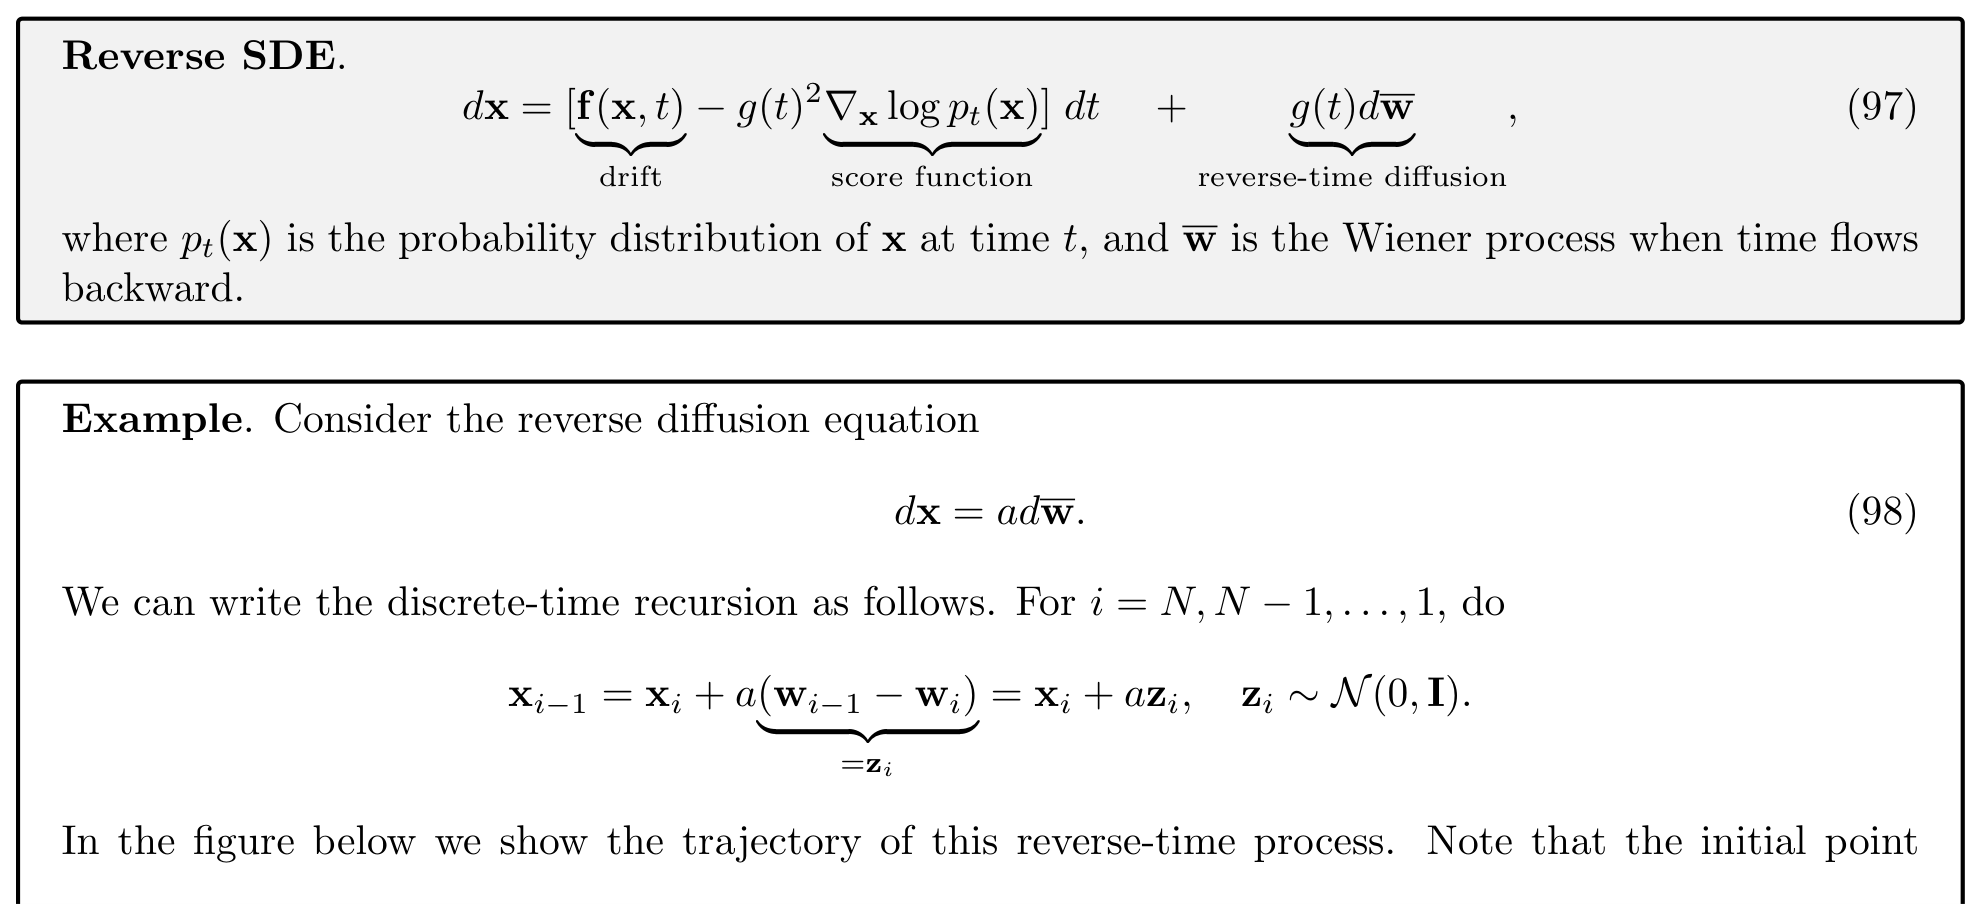 Reverse SDE.
d𝐱 = [𝐟(𝐱, t) − g(t)²∇_𝐱 log p_t(𝐱)] dt + g(t)d𝐰̅ , (97)
drift score function reverse-time diffusion
where p_t(𝐱) is the probability distribution of 𝐱 at time t, and 𝐰̅ is the Wiener process when time flows
backward.
Example. Consider the reverse diffusion equation
d𝐱 = ad𝐰̅. (98)
We can write the discrete-time recursion as follows. For i = N, N − 1, . . . , 1, do
𝐱_{i−1} = 𝐱_i + a(𝐰_{i−1} − 𝐰_i) = 𝐱_i + a𝐳_i, 𝐳_i ∼ 𝒩(0, 𝐈).
=𝐳_i
In the figure below we show the trajectory of this reverse-time process. Note that the initial point